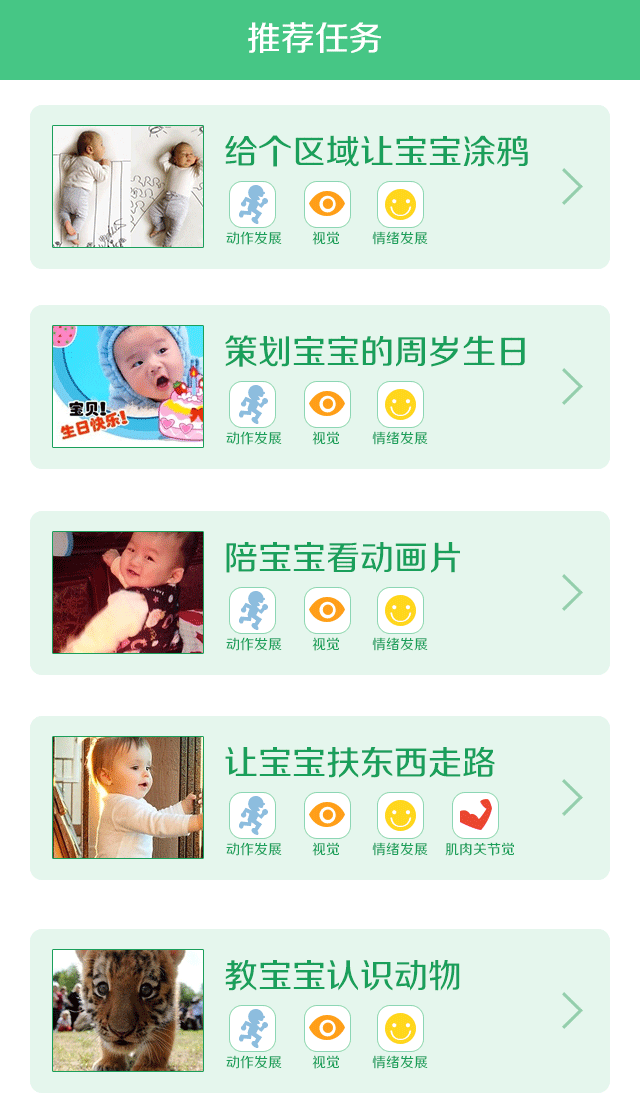 推荐任务
给个区域让宝宝涂鸦
动作发展 视觉 情绪发展
策划宝宝的周岁生日
宝贝!
生日快乐!
动作发展 视觉 情绪发展
陪宝宝看动画片
动作发展 视觉 情绪发展
让宝宝扶东西走路
动作发展 视觉 情绪发展 肌肉关节觉
教宝宝认识动物
动作发展 视觉 情绪发展